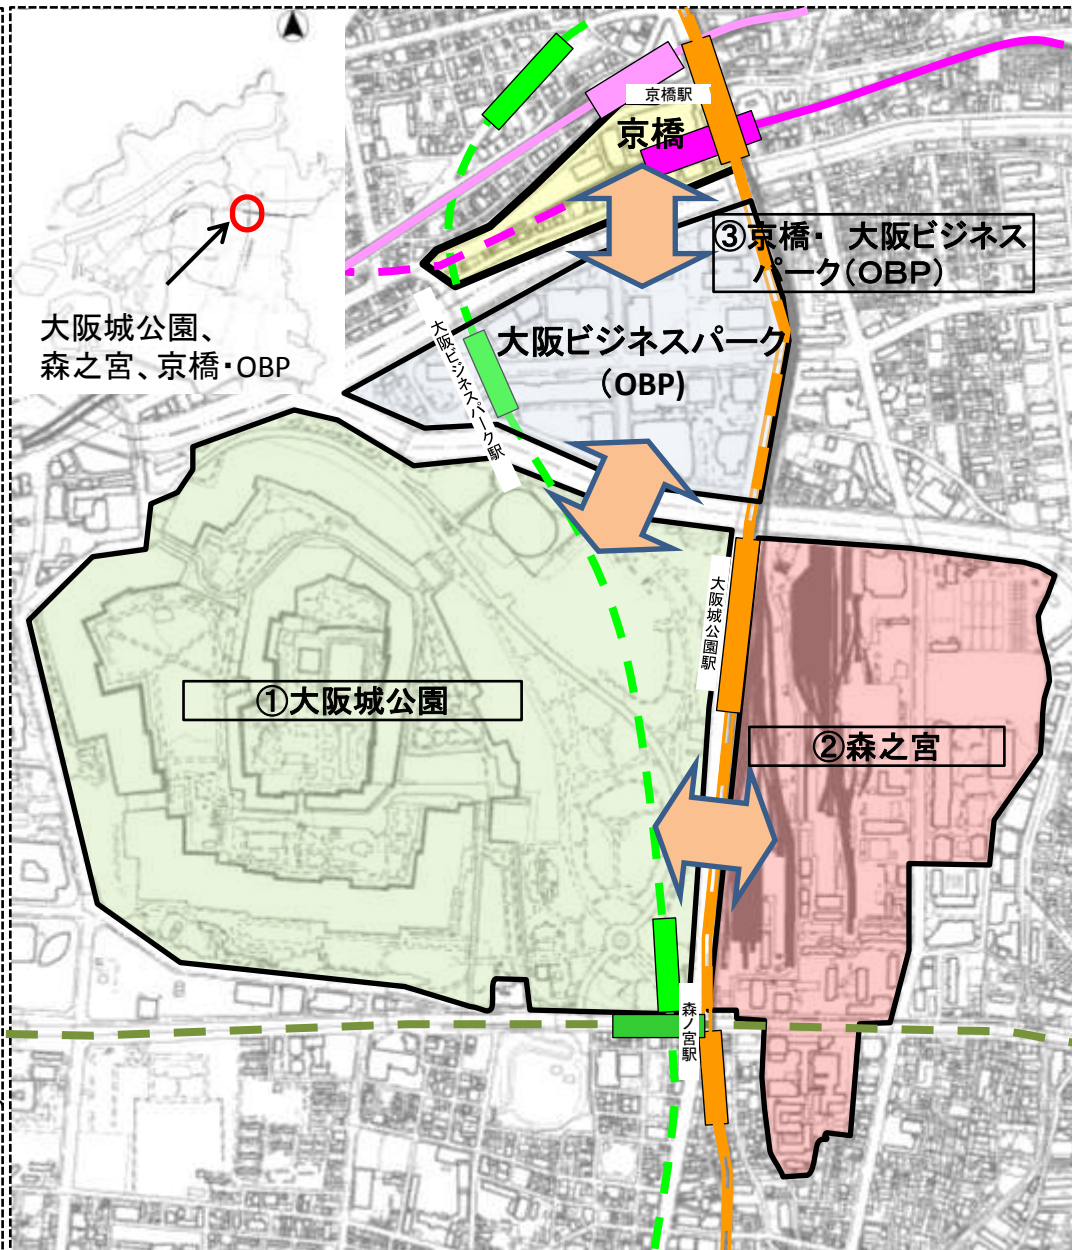 京橋駅
京橋
③京橋・ 大阪ビジネス
パーク(OBP)
大阪城公園、
森之宮、京橋・OBP
大阪ビジネスパーク
（OBP)
大阪ビジネスパーク駅
大阪城公園駅
①大阪城公園
②森之宮
森ノ宮駅